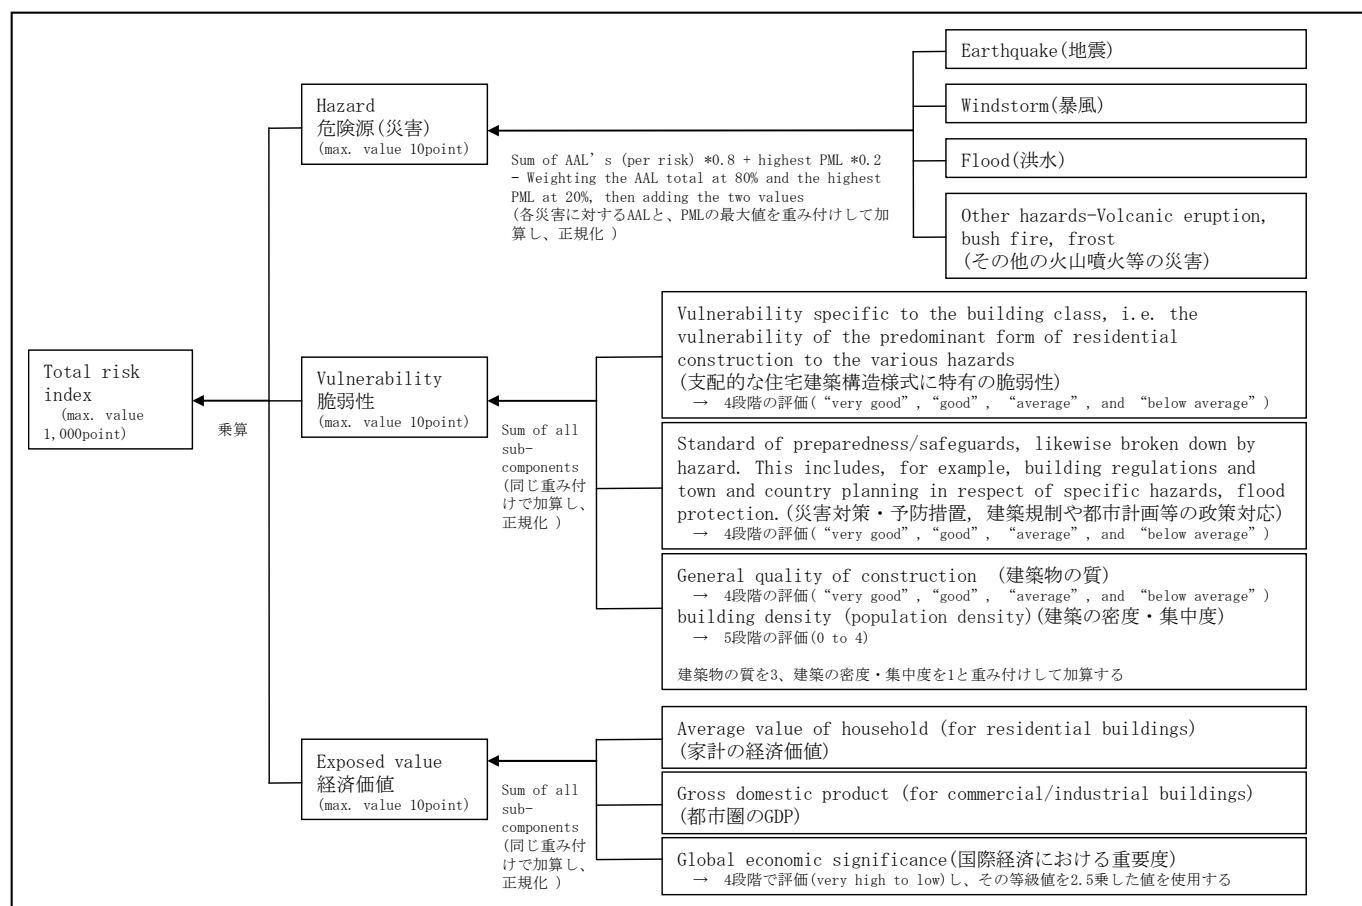 Total risk
index
(max. value
1,000point)
乗算
Hazard
危険源(災害)
(max. value 10point)
Sum of AAL's (per risk) *0.8 + highest PML *0.2
- Weighting the AAL total at 80% and the highest
PML at 20%, then adding the two values
(各災害に対するAALと、PMLの最大値を重み付けして加
算し、正規化 )
Earthquake(地震)
Windstorm(暴風)
Flood(洪水)
Other hazards-Volcanic eruption,
bush fire, frost
(その他の火山噴火等の災害)
Vulnerability
脆弱性
(max. value 10point)
Sum of all
sub-
components
(同じ重み付
けで加算し、
正規化 )
Vulnerability specific to the building class, i.e. the
vulnerability of the predominant form of residential
construction to the various hazards
(支配的な住宅建築構造様式に特有の脆弱性)
→ 4段階の評価( “very good”, “good”, “average”, and “below average” )
Standard of preparedness/safeguards, likewise broken down by
hazard. This includes, for example, building regulations and
town and country planning in respect of specific hazards, flood
protection.(災害対策・予防措置, 建築規制や都市計画等の政策対応)
→ 4段階の評価( “very good”, “good”, “average”, and “below average” )
General quality of construction (建築物の質)
→ 4段階の評価( “very good”, “good”, “average”, and “below average” )
building density (population density)(建築の密度・集中度)
→ 5段階の評価(0 to 4)
建築物の質を3、建築の密度・集中度を1と重み付けして加算する
Exposed value
経済価値
(max. value 10point)
Sum of all
sub-
components
(同じ重み付
けで加算し、
正規化 )
Average value of household (for residential buildings)
(家計の経済価値)
Gross domestic product (for commercial/industrial buildings)
(都市圏のGDP)
Global economic significance(国際経済における重要度)
→ 4段階で評価(very high to low)し、その等級値を2.5乗した値を使用する